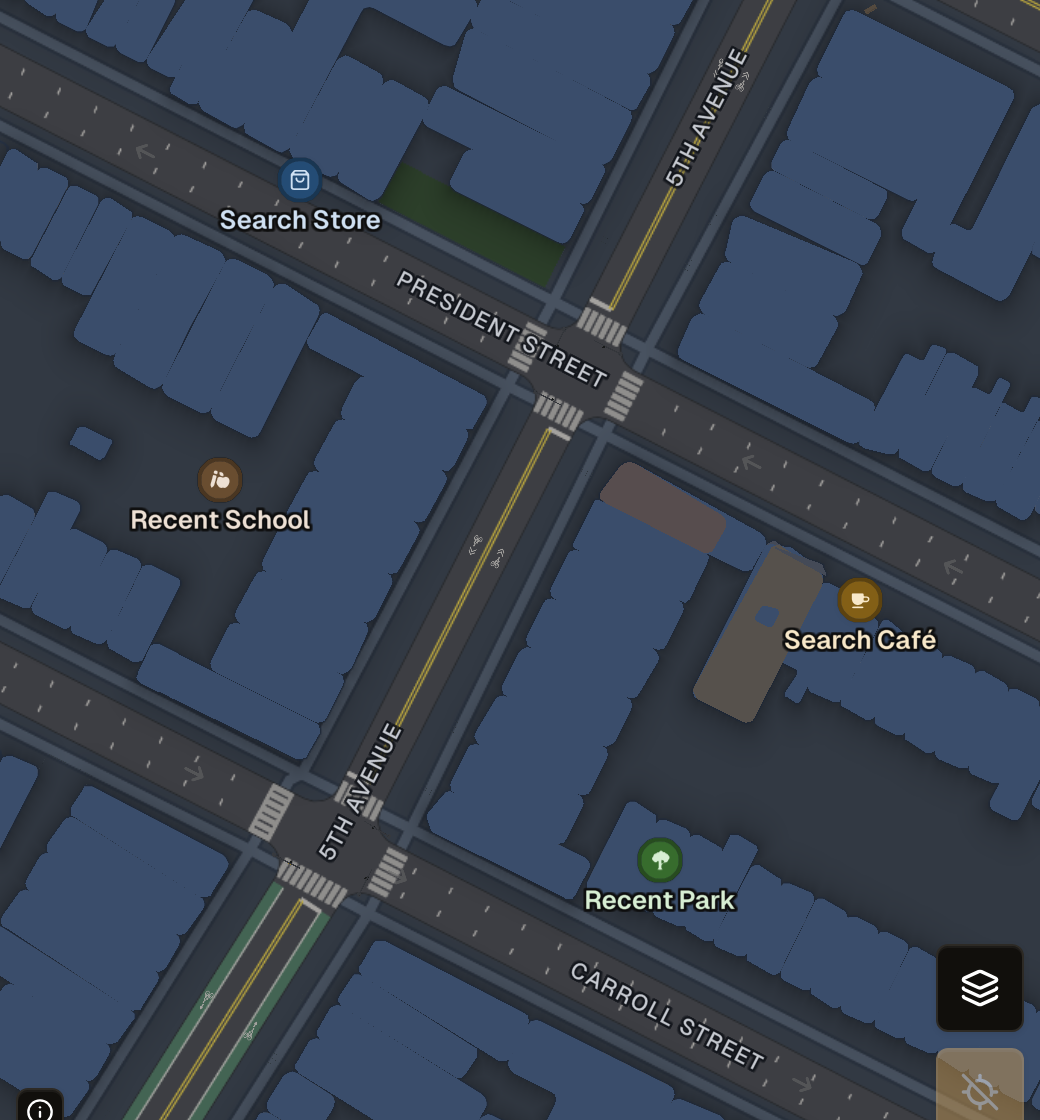 5TH AVENUE
Search Store
PRESIDENT STREET
Recent School
Search Café
5TH AVENUE
Recent Park
CARROLL STREET